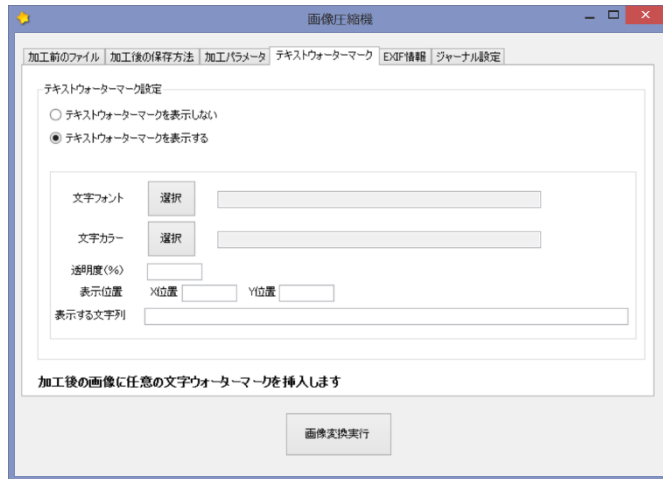 画像圧縮機
加工前のファイル 加工後の保存方法 加工パラメータ テキストウォーターマーク EXIF情報 ジャーナル設定
テキストウォーターマーク設定
テキストウォーターマークを表示しない
テキストウォーターマークを表示する
文字フォント 選択
文字カラー 選択
透明度(%)
表示位置 X位置 Y位置
表示する文字列
加工後の画像に任意の文字ウォーターマークを挿入します
画像変換実行